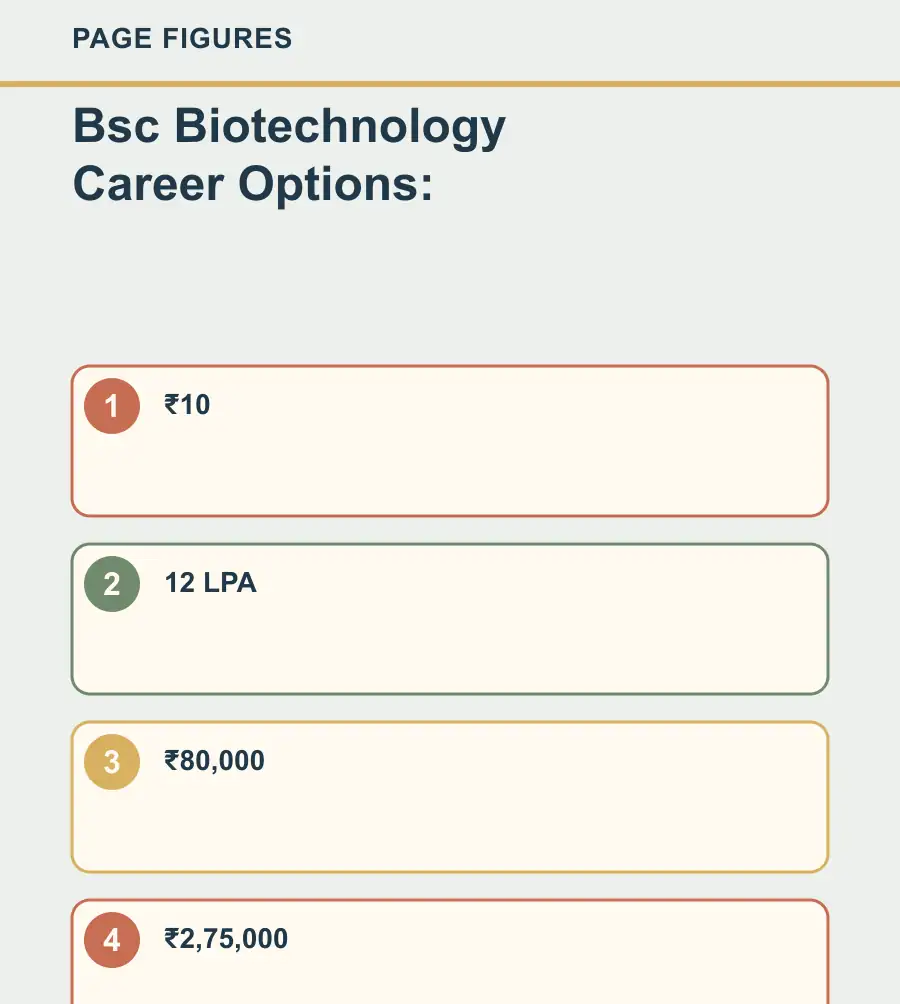 PAGE FIGURES
Bsc Biotechnology
Career Options:
1 ₹10
2 12 LPA
3 ₹80,000
4 ₹2,75,000